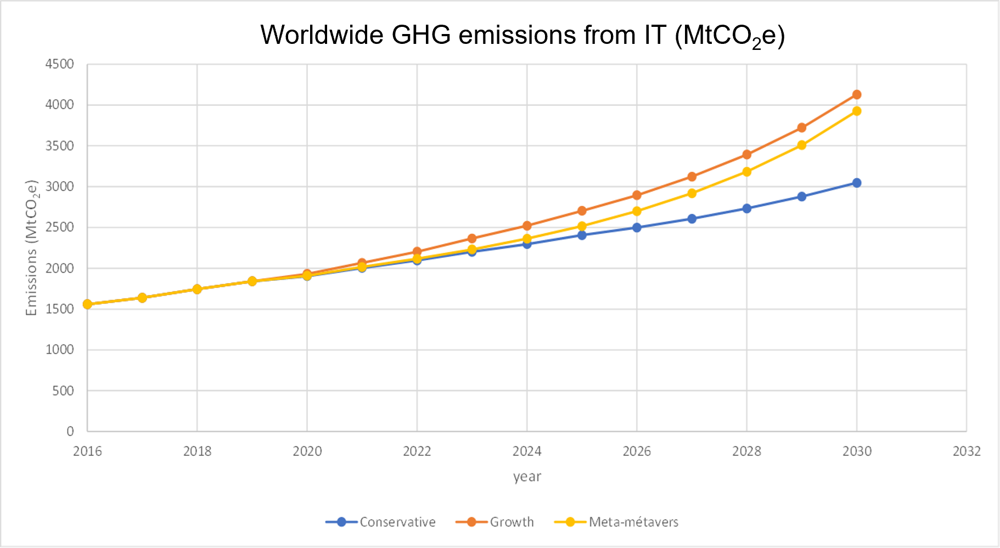 Worldwide GHG emissions from IT (MtCO₂e)
4500
4000
3500
3000
2500
2000
1500
1000
500
0
Emissions (MtCO₂e)
2016 2018 2020 2022 2024 2026 2028 2030 2032
year
Conservative Growth Meta-métavers